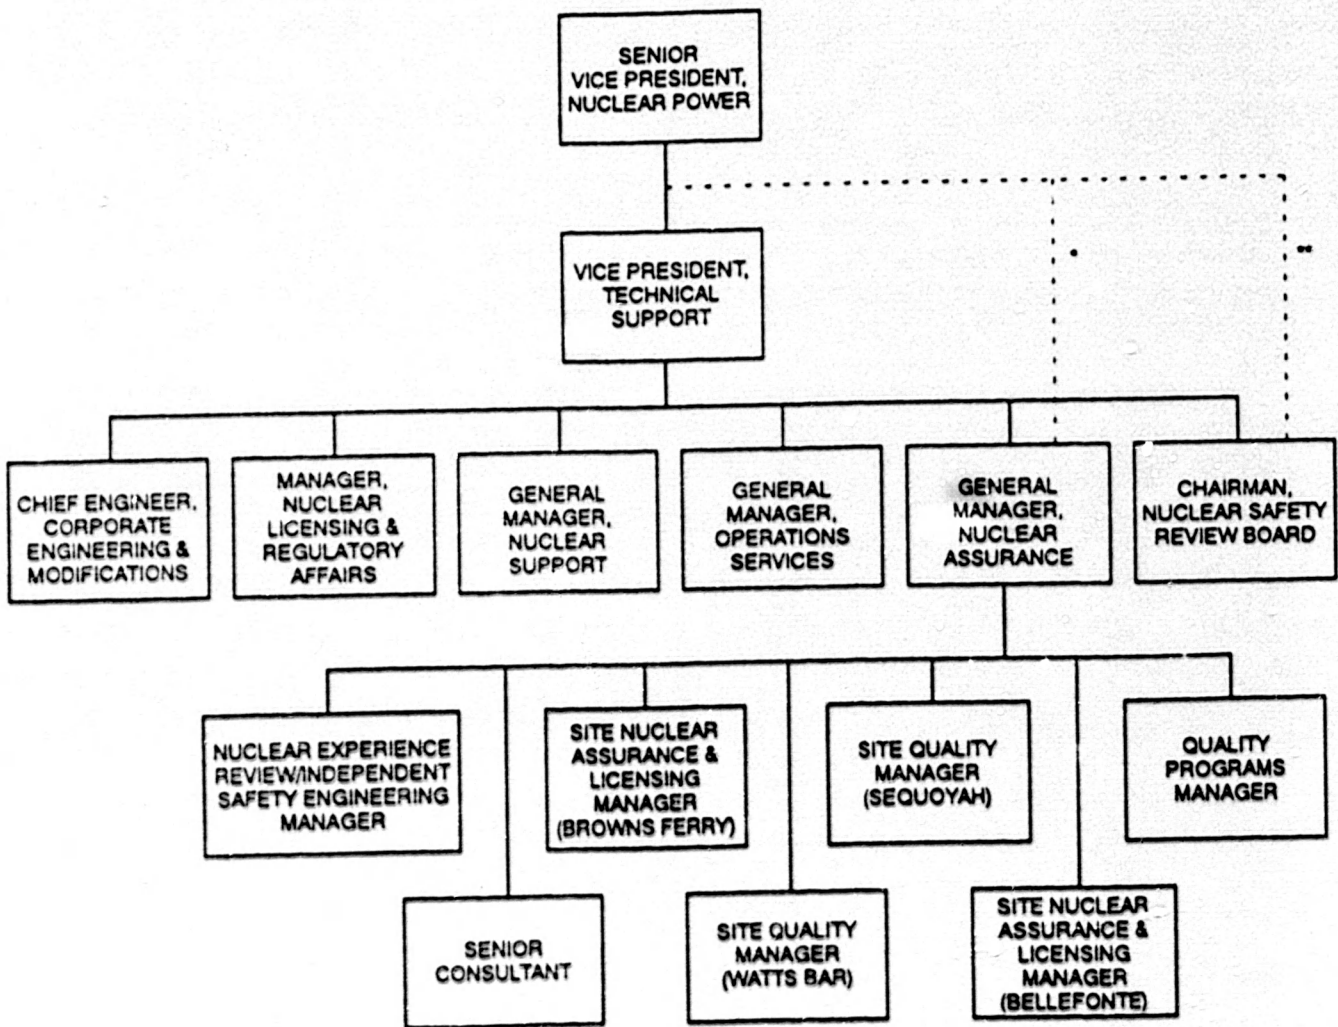 SENIOR
VICE PRESIDENT,
NUCLEAR POWER
*
**
VICE PRESIDENT,
TECHNICAL
SUPPORT
CHIEF ENGINEER,
CORPORATE
ENGINEERING &
MODIFICATIONS
MANAGER,
NUCLEAR
LICENSING &
REGULATORY
AFFAIRS
GENERAL
MANAGER,
NUCLEAR
SUPPORT
GENERAL
MANAGER,
OPERATIONS
SERVICES
GENERAL
MANAGER,
NUCLEAR
ASSURANCE
CHAIRMAN,
NUCLEAR SAFETY
REVIEW BOARD
NUCLEAR EXPERIENCE
REVIEW/INDEPENDENT
SAFETY ENGINEERING
MANAGER
SITE NUCLEAR
ASSURANCE &
LICENSING
MANAGER
(BROWNS FERRY)
SITE QUALITY
MANAGER
(SEQUOYAH)
QUALITY
PROGRAMS
MANAGER
SENIOR
CONSULTANT
SITE QUALITY
MANAGER
(WATTS BAR)
SITE NUCLEAR
ASSURANCE &
LICENSING
MANAGER
(BELLEFONTE)